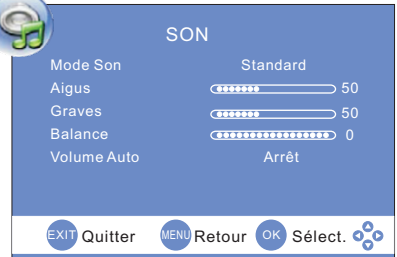 SON
Mode Son Standard
Aigus 50
Graves 50
Balance 0
Volume Auto Arrêt
EXIT Quitter MENU Retour OK Sélect.